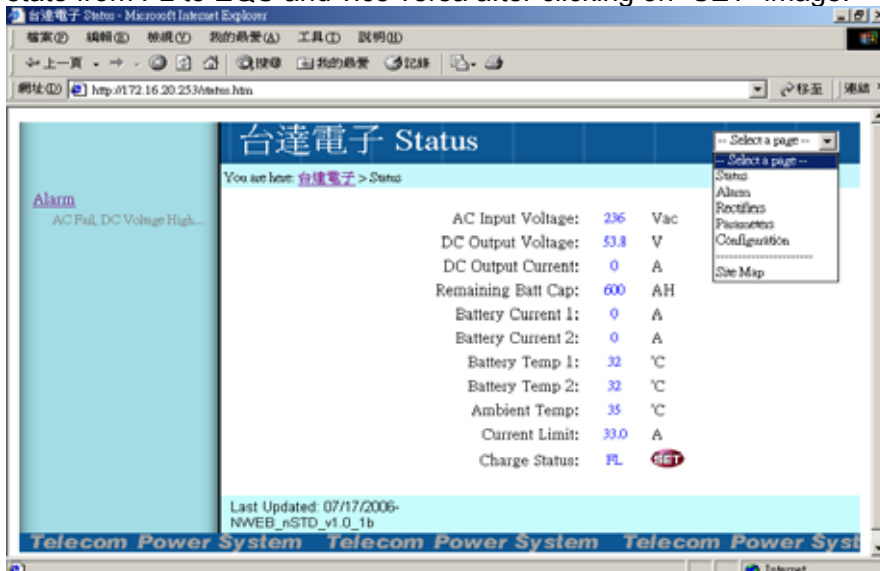 state from FL to EQU and vice versa after clicking on "SET" image.
台達電子 Status - Microsoft Internet Explorer
檔案(F) 編輯(E) 檢視(V) 我的最愛(A) 工具(T) 說明(H)
上一頁 搜尋 我的最愛 記錄
網址(D) http://172.16.20.253/status.htm 移至 連結
台達電子 Status
-- Select a page --
-- Select a page --
Status
Alarm
Rectifiers
Parameters
Configuration
-----------------------
Site Map
You are here: 台達電子 > Status
Alarm
AC Fail, DC Voltage High...
AC Input Voltage: 236 Vac
DC Output Voltage: 53.8 V
DC Output Current: 0 A
Remaining Batt Cap: 600 AH
Battery Current 1: 0 A
Battery Current 2: 0 A
Battery Temp 1: 32 °C
Battery Temp 2: 32 °C
Ambient Temp: 35 °C
Current Limit: 33.0 A
Charge Status: FL SET
Last Updated: 07/17/2006-
NWEB_nSTD_v1.0_1b
Telecom Power System Telecom Power System Telecom Power Syst
Internet